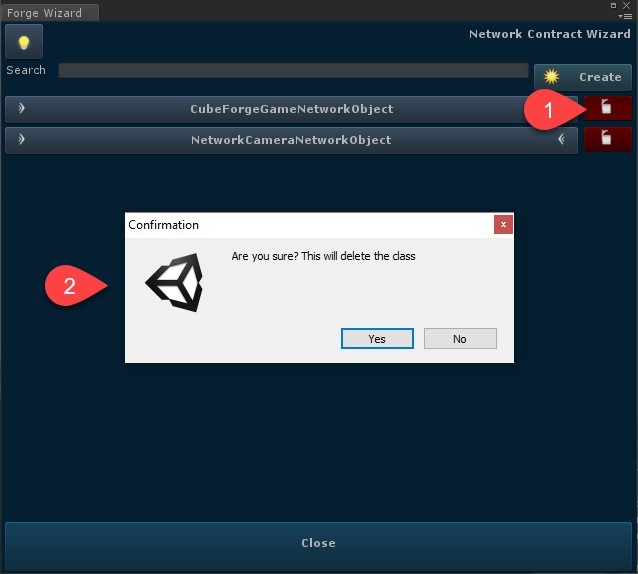 Forge Wizard
Network Contract Wizard
Search
Create
CubeForgeGameNetworkObject
1
NetworkCameraNetworkObject
Confirmation
x
Are you sure? This will delete the class
2
Yes No
Close